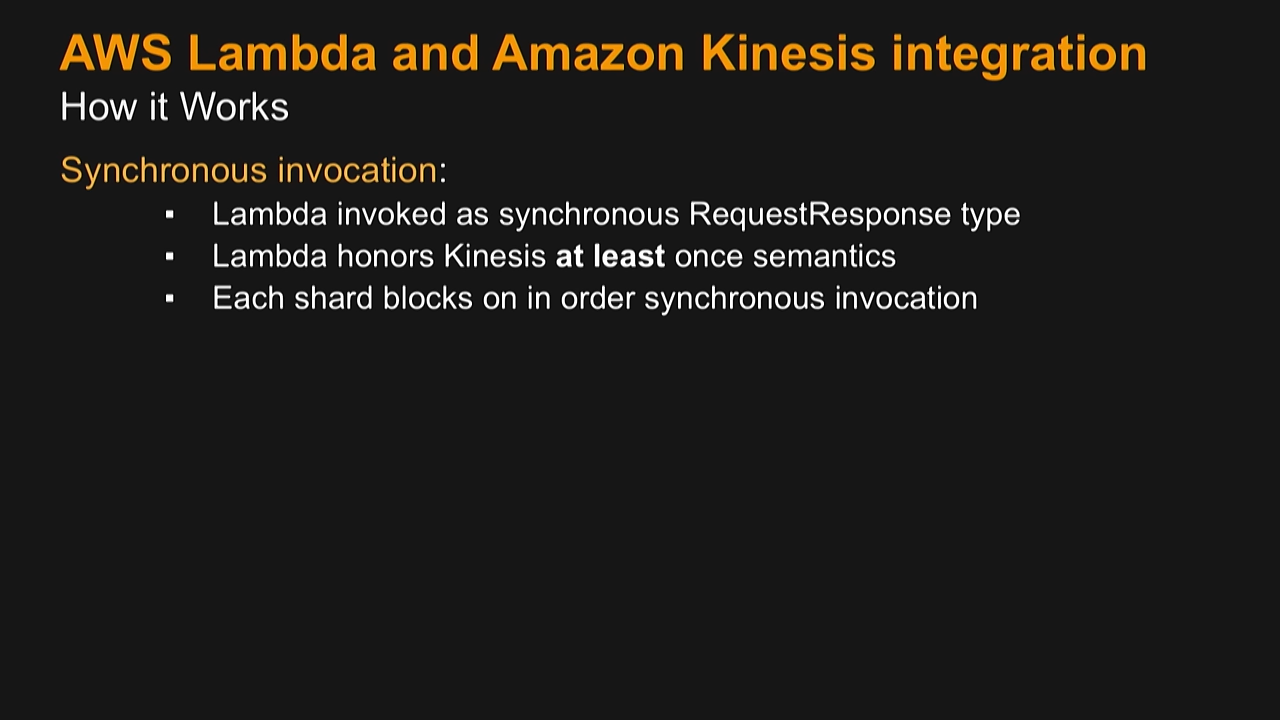 AWS Lambda and Amazon Kinesis integration
How it Works
Synchronous invocation:
▪ Lambda invoked as synchronous RequestResponse type
▪ Lambda honors Kinesis at least once semantics
▪ Each shard blocks on in order synchronous invocation